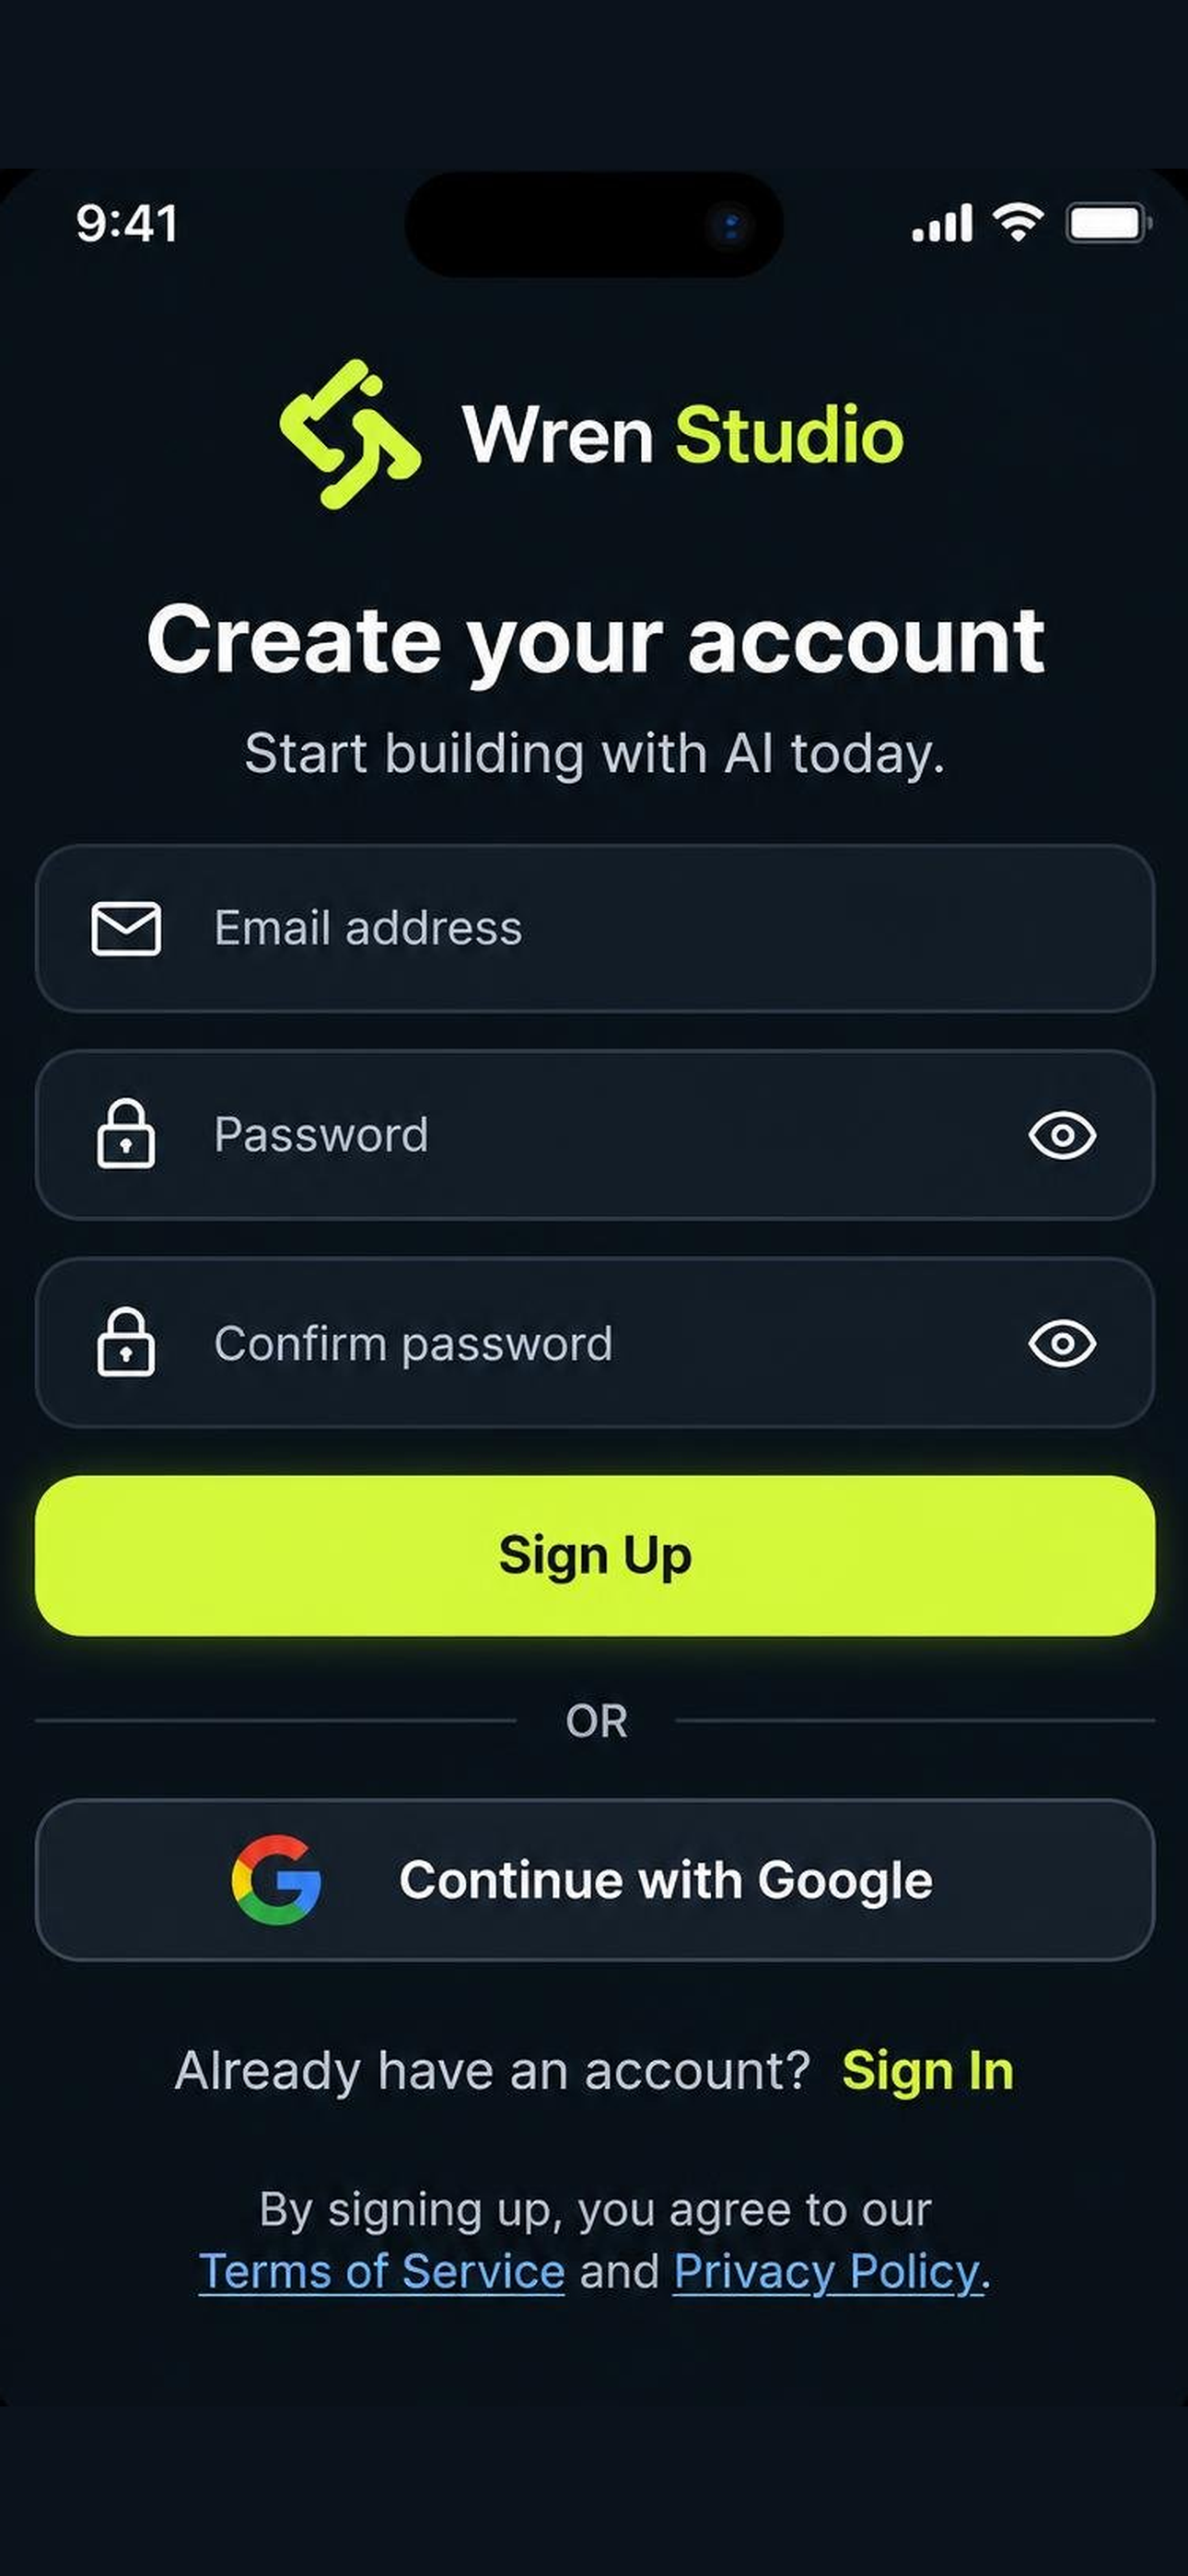 9:41
Wren Studio
Create your account
Start building with AI today.
Email address
Password
Confirm password
Sign Up
OR
Continue with Google
Already have an account? Sign In
By signing up, you agree to our
Terms of Service and Privacy Policy.